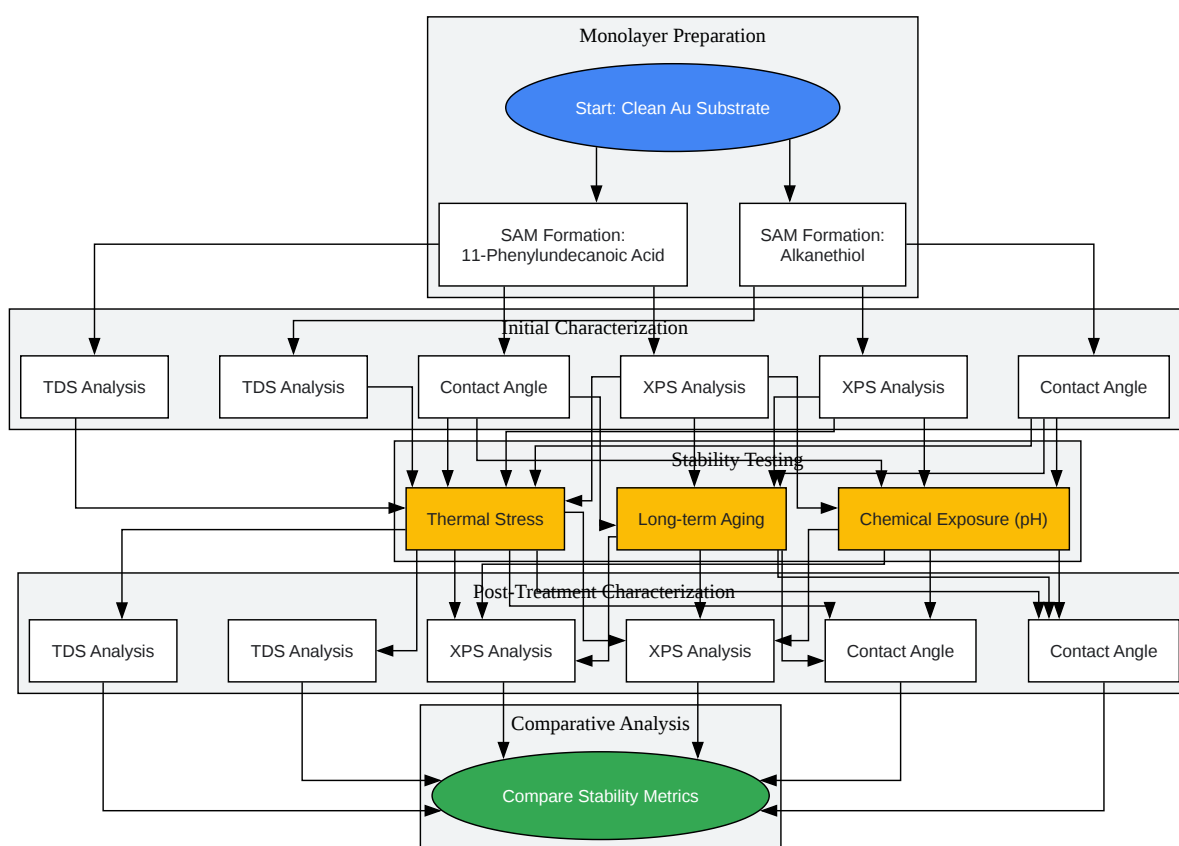 Monolayer Preparation
Start: Clean Au Substrate
SAM Formation:
11-Phenylundecanoic Acid
SAM Formation:
Alkanethiol
Initial Characterization
TDS Analysis
TDS Analysis
Contact Angle
XPS Analysis
XPS Analysis
Contact Angle
Stability Testing
Thermal Stress
Long-term Aging
Chemical Exposure (pH)
Post-Treatment Characterization
TDS Analysis
TDS Analysis
XPS Analysis
XPS Analysis
Contact Angle
Contact Angle
Comparative Analysis
Compare Stability Metrics